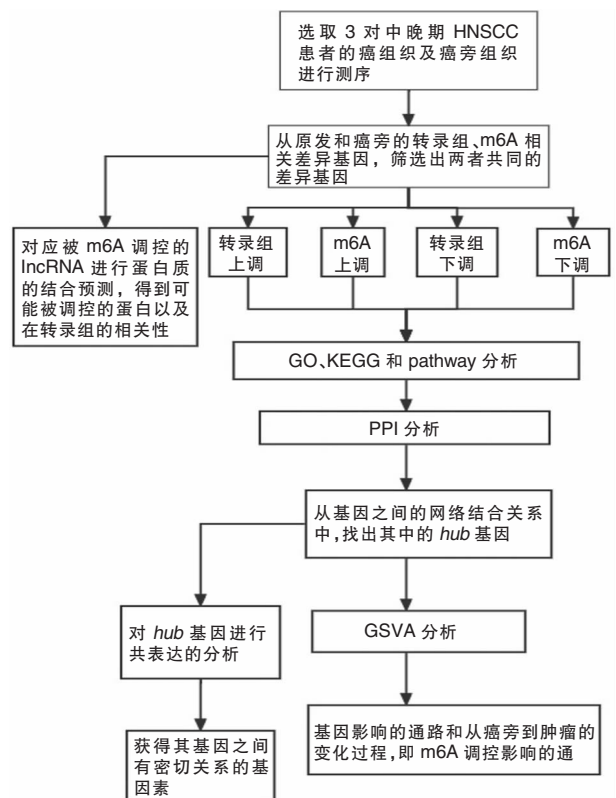 选取 3 对中晚期 HNSCC
患者的癌组织及癌旁组织
进行测序
从原发和癌旁的转录组、m6A 相
关差异基因，筛选出两者共同的
差异基因
对应被 m6A 调控的
lncRNA 进行蛋白质
的结合预测，得到可
能被调控的蛋白以及
在转录组的相关性
转录组
上调
m6A
上调
转录组
下调
m6A
下调
GO、KEGG 和 pathway 分析
PPI 分析
从基因之间的网络结合关系
中，找出其中的 hub 基因
对 hub 基因进行
共表达的分析
GSVA 分析
获得其基因之间
有密切关系的基
因素
基因影响的通路和从癌旁到肿瘤的
变化过程，即 m6A 调控影响的通